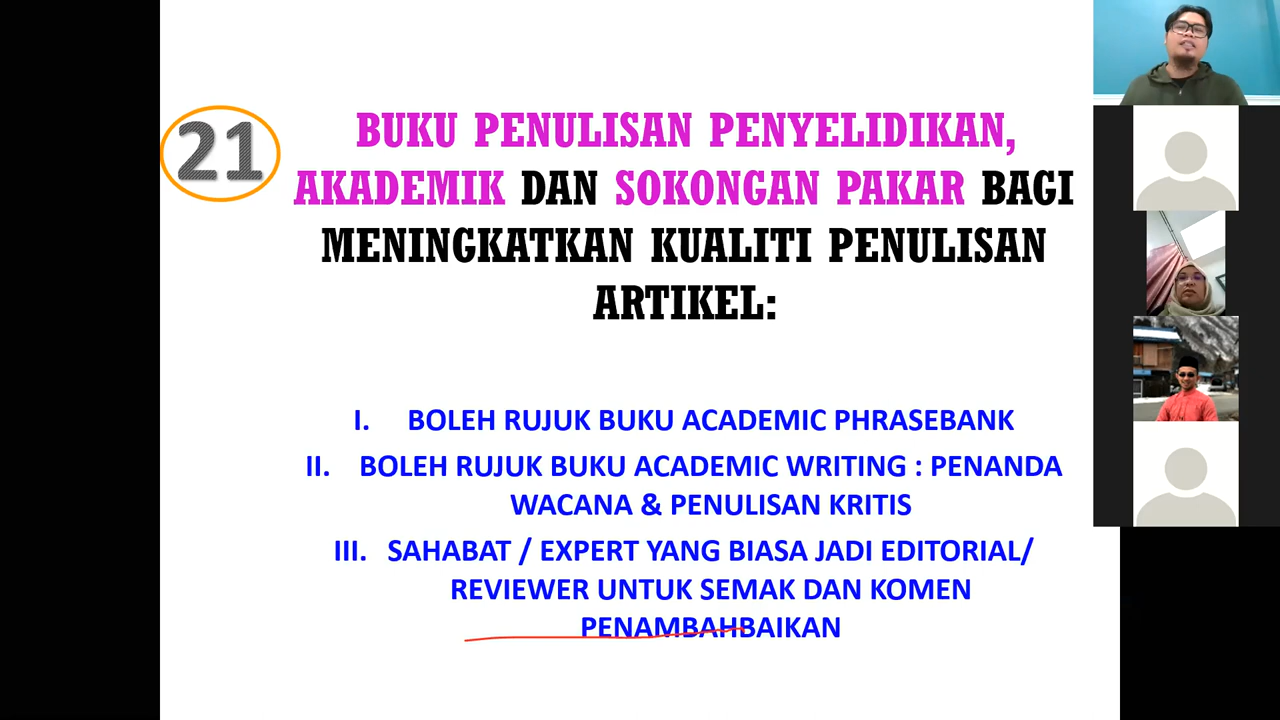 21
BUKU PENULISAN PENYELIDIKAN,
AKADEMIK DAN SOKONGAN PAKAR BAGI
MENINGKATKAN KUALITI PENULISAN
ARTIKEL:
I. BOLEH RUJUK BUKU ACADEMIC PHRASEBANK
II. BOLEH RUJUK BUKU ACADEMIC WRITING : PENANDA
WACANA & PENULISAN KRITIS
III. SAHABAT / EXPERT YANG BIASA JADI EDITORIAL/
REVIEWER UNTUK SEMAK DAN KOMEN
PENAMBAHBAIKAN